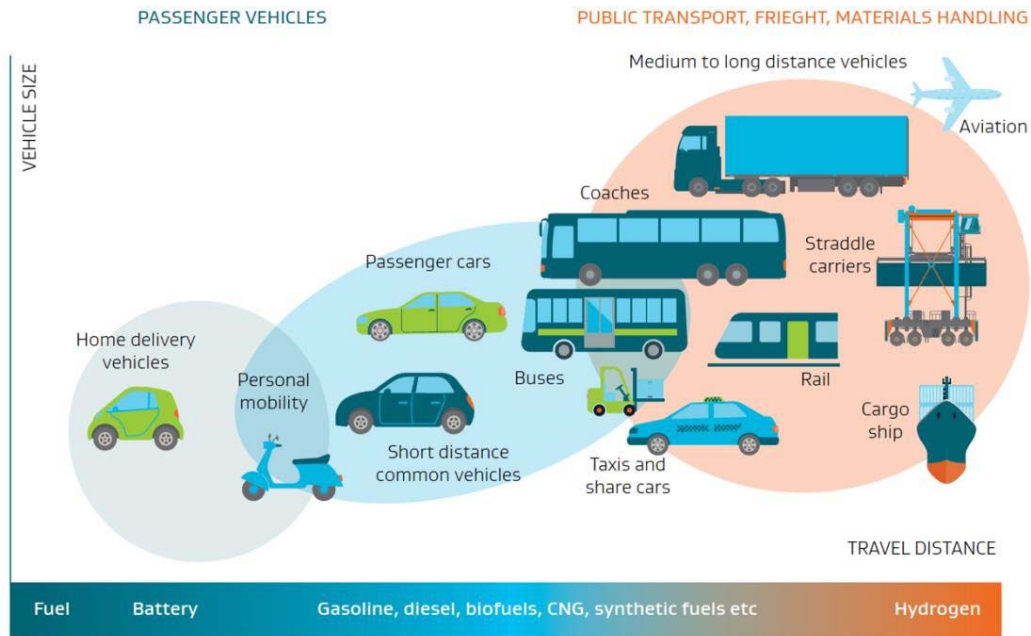 PASSENGER VEHICLES
PUBLIC TRANSPORT, FRIEGHT, MATERIALS HANDLING
VEHICLE SIZE
Medium to long distance vehicles
Aviation
Coaches
Straddle
carriers
Passenger cars
Home delivery
vehicles
Personal
mobility
Buses
Rail
Short distance
common vehicles
Taxis and
share cars
Cargo
ship
TRAVEL DISTANCE
Fuel
Battery
Gasoline, diesel, biofuels, CNG, synthetic fuels etc
Hydrogen